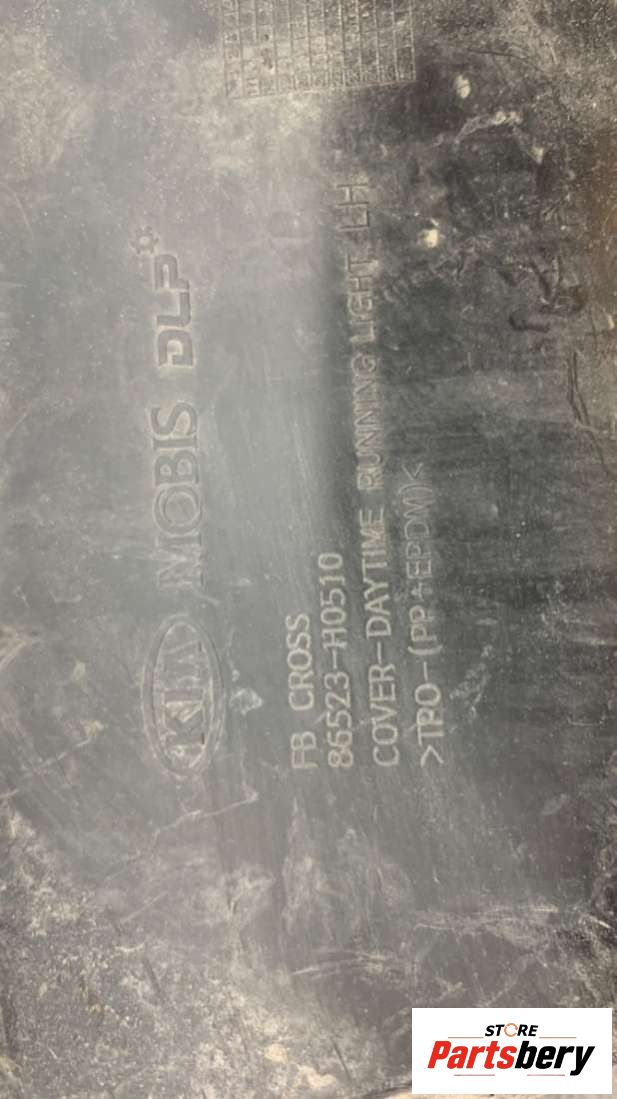 KIA MOBIS DLP
FB CROSS
86523-H0510
COVER-DAYTIME RUNNING LIGHT LH
>TPO-(PP+EPDM)<
STORE
Partsbery